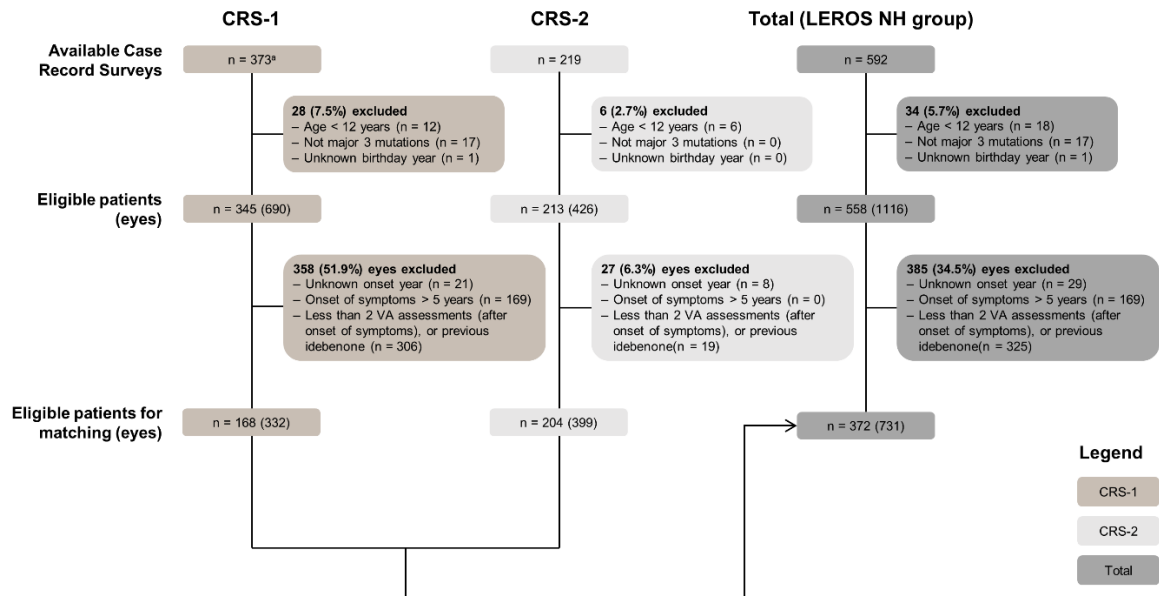 CRS-1
CRS-2
Total (LEROS NH group)
Available Case
Record Surveys
n = 373ᵃ
n = 219
n = 592
28 (7.5%) excluded
– Age < 12 years (n = 12)
– Not major 3 mutations (n = 17)
– Unknown birthday year (n = 1)
6 (2.7%) excluded
– Age < 12 years (n = 6)
– Not major 3 mutations (n = 0)
– Unknown birthday year (n = 0)
34 (5.7%) excluded
– Age < 12 years (n = 18)
– Not major 3 mutations (n = 17)
– Unknown birthday year (n = 1)
Eligible patients
(eyes)
n = 345 (690)
n = 213 (426)
n = 558 (1116)
358 (51.9%) eyes excluded
– Unknown onset year (n = 21)
– Onset of symptoms > 5 years (n = 169)
– Less than 2 VA assessments (after
onset of symptoms), or previous
idebenone (n = 306)
27 (6.3%) eyes excluded
– Unknown onset year (n = 8)
– Onset of symptoms > 5 years (n = 0)
– Less than 2 VA assessments (after
onset of symptoms), or previous
idebenone(n = 19)
385 (34.5%) eyes excluded
– Unknown onset year (n = 29)
– Onset of symptoms > 5 years (n = 169)
– Less than 2 VA assessments (after
onset of symptoms), or previous
idebenone(n = 325)
Eligible patients for
matching (eyes)
n = 168 (332)
n = 204 (399)
n = 372 (731)
Legend
CRS-1
CRS-2
Total